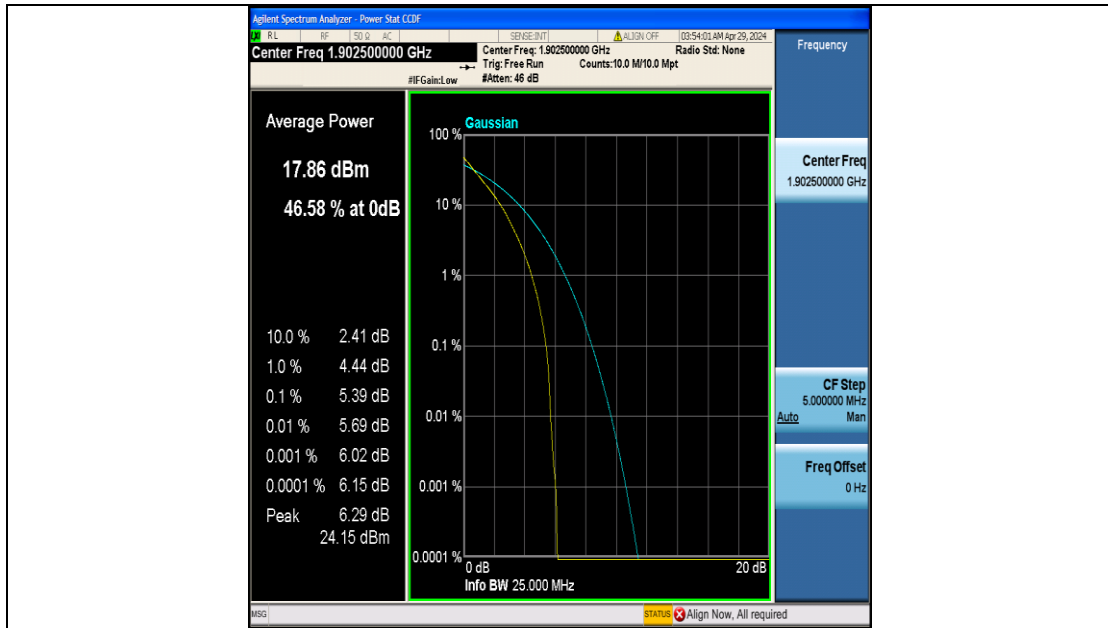 Agilent Spectrum Analyzer - Power Stat CCDF
RL RF 50 Ω AC SENSE:INT ALIGN OFF 03:54:01 AM Apr 29, 2024
Center Freq 1.902500000 GHz
Center Freq: 1.902500000 GHz Radio Std: None
Trig: Free Run Counts:10.0 M/10.0 Mpt
#IFGain:Low #Atten: 46 dB
Frequency
Average Power
17.86 dBm
46.58 % at 0dB
10.0 % 2.41 dB
1.0 % 4.44 dB
0.1 % 5.39 dB
0.01 % 5.69 dB
0.001 % 6.02 dB
0.0001 % 6.15 dB
Peak 6.29 dB
24.15 dBm
Gaussian
100 %
10 %
1 %
0.1 %
0.01 %
0.001 %
0.0001 %
0 dB 20 dB
Info BW 25.000 MHz
Center Freq
1.902500000 GHz
CF Step
5.000000 MHz
Auto Man
Freq Offset
0 Hz
MSG STATUS Align Now, All required